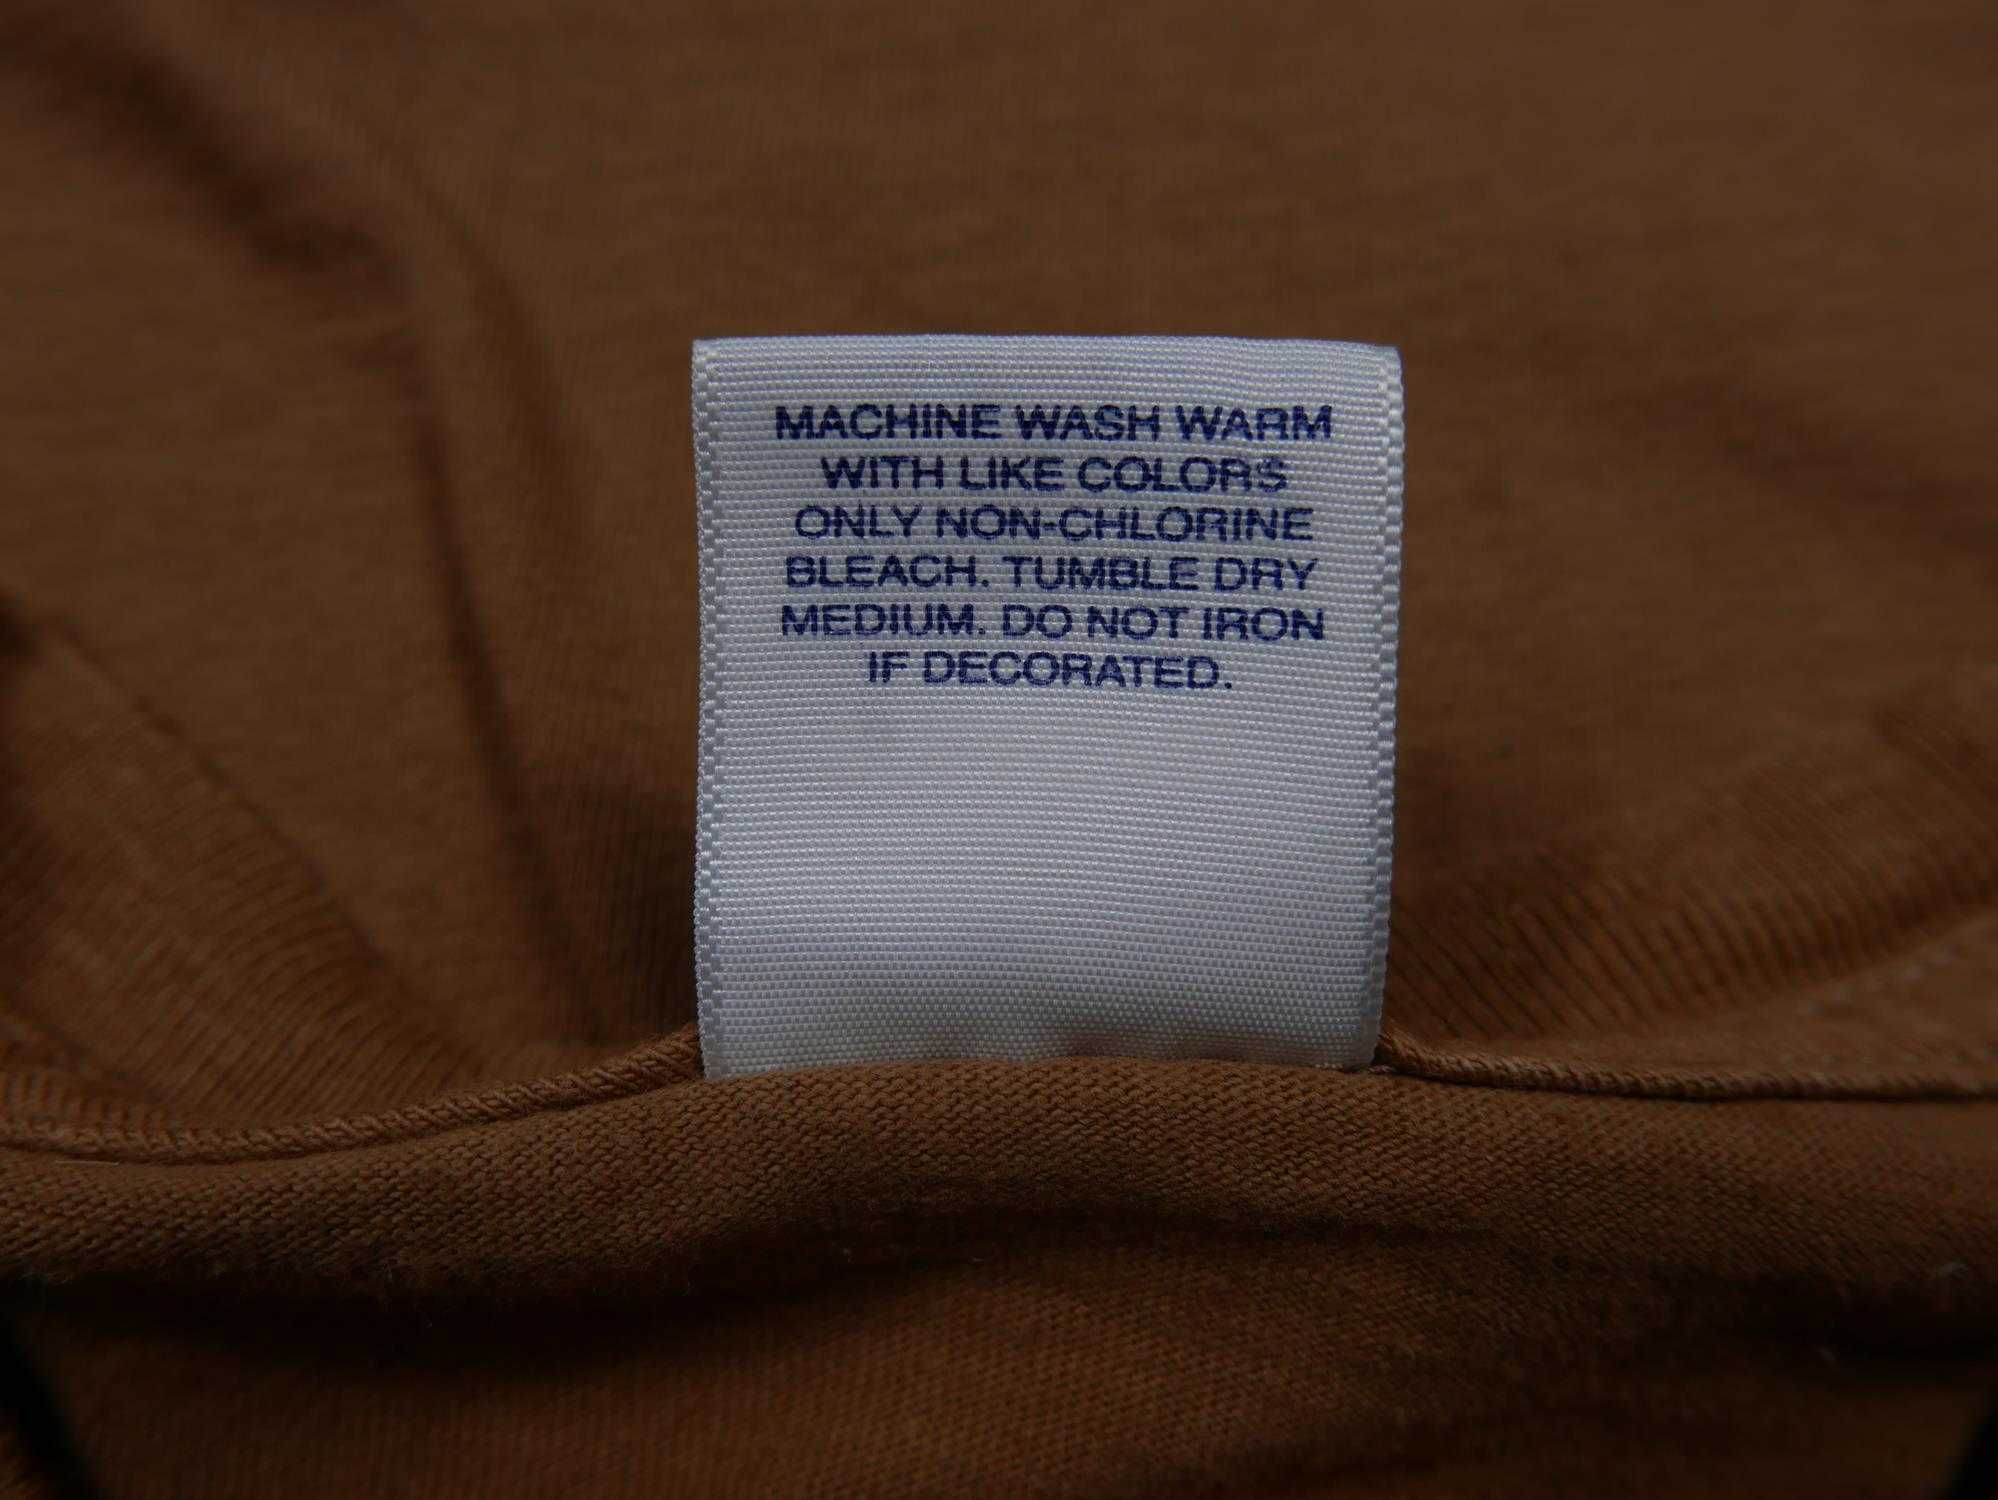 MACHINE WASH WARM
WITH LIKE COLORS
ONLY NON-CHLORINE
BLEACH. TUMBLE DRY
MEDIUM. DO NOT IRON
IF DECORATED.